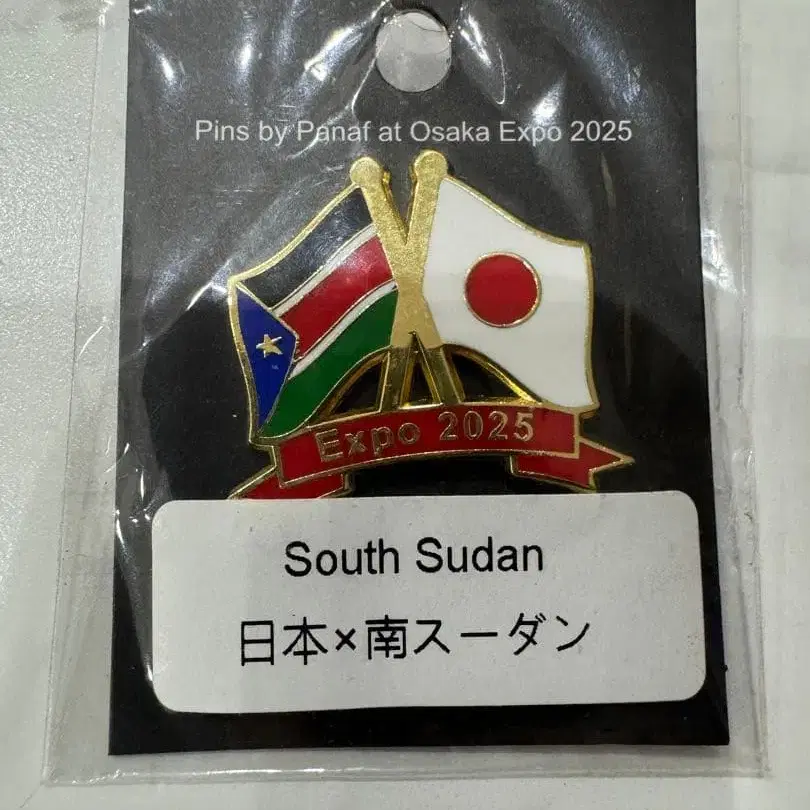 Pins by Panaf at Osaka Expo 2025
Expo 2025
South Sudan
日本×南スーダン